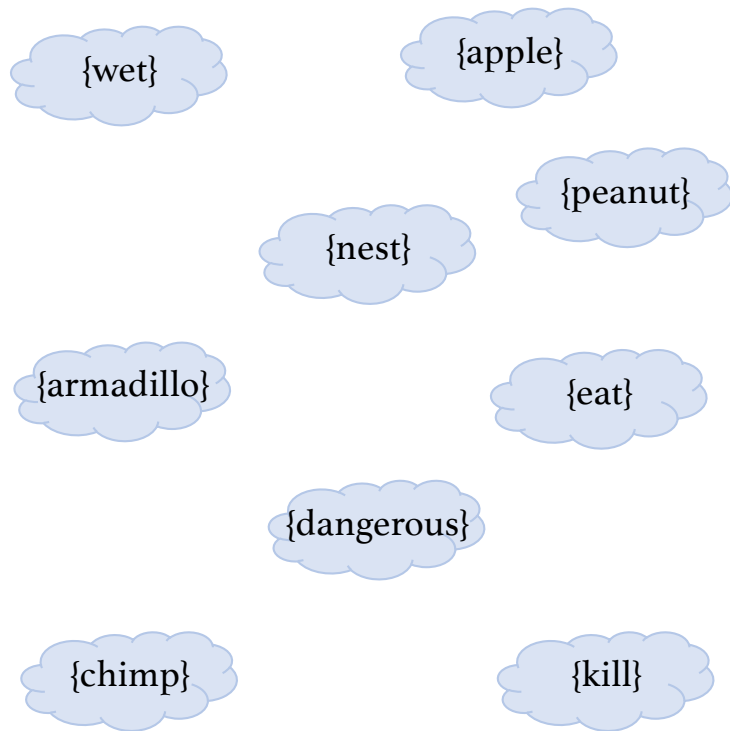 {wet}
{apple}
{peanut}
{nest}
{armadillo}
{eat}
{dangerous}
{chimp}
{kill}